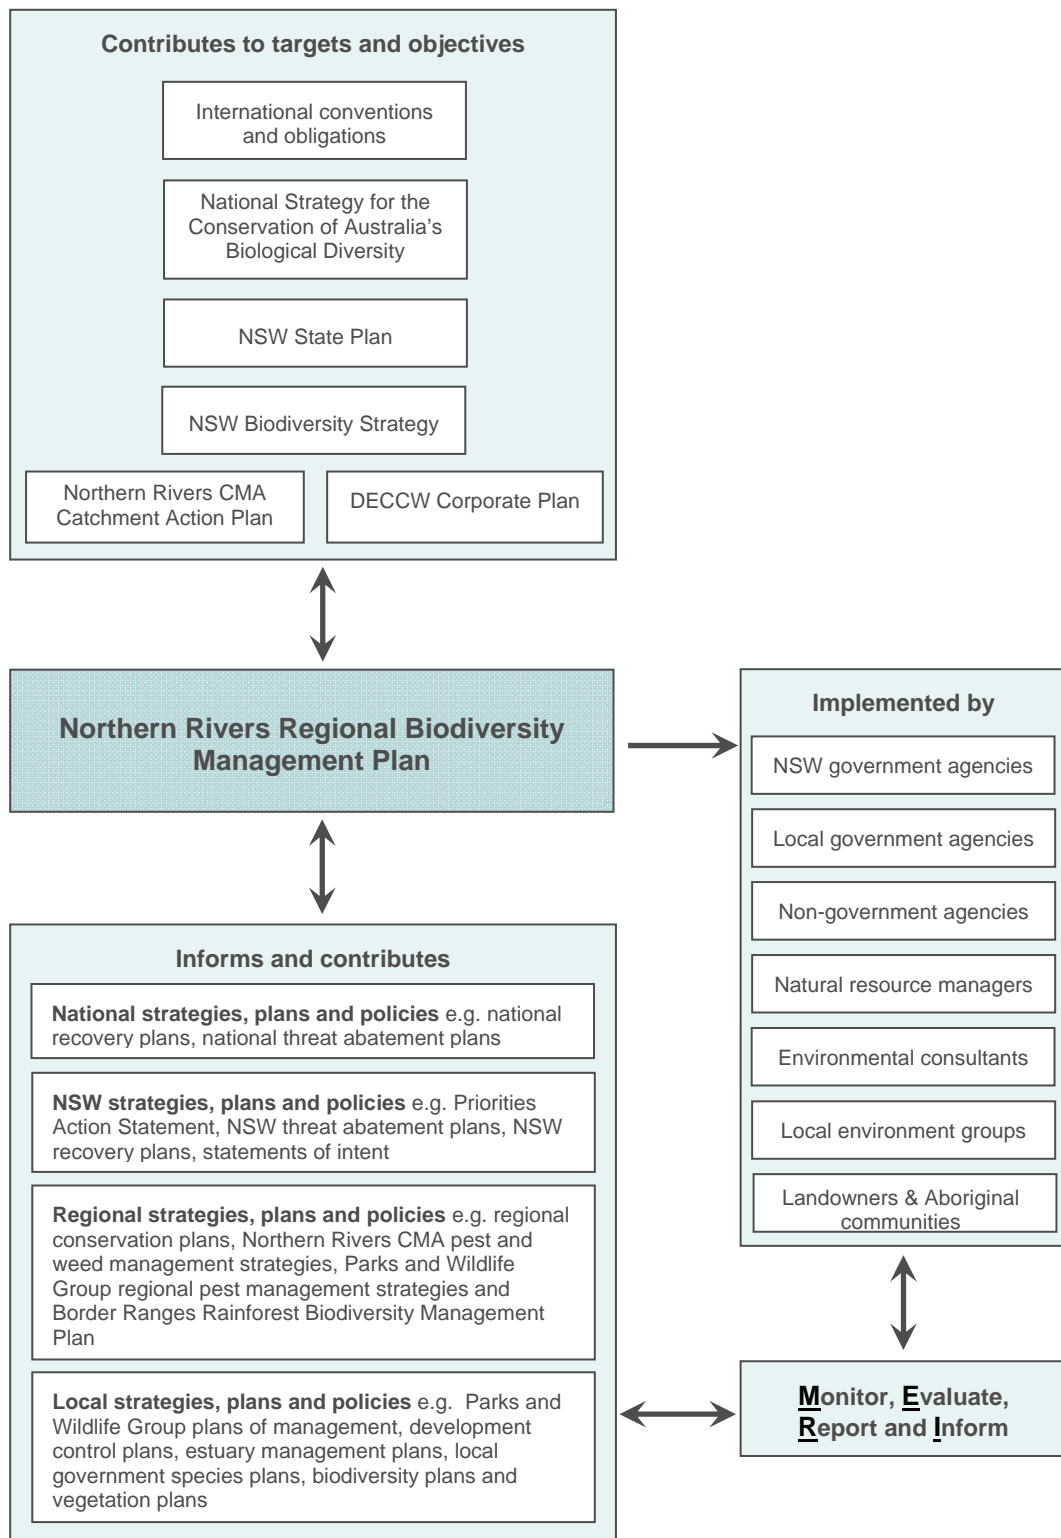 Contributes to targets and objectives
International conventions
and obligations
National Strategy for the
Conservation of Australia’s
Biological Diversity
NSW State Plan
NSW Biodiversity Strategy
Northern Rivers CMA
Catchment Action Plan
DECCW Corporate Plan
Northern Rivers Regional Biodiversity
Management Plan
Implemented by
NSW government agencies
Local government agencies
Non-government agencies
Natural resource managers
Environmental consultants
Local environment groups
Landowners & Aboriginal
communities
Informs and contributes
National strategies, plans and policies e.g. national
recovery plans, national threat abatement plans
NSW strategies, plans and policies e.g. Priorities
Action Statement, NSW threat abatement plans, NSW
recovery plans, statements of intent
Regional strategies, plans and policies e.g. regional
conservation plans, Northern Rivers CMA pest and
weed management strategies, Parks and Wildlife
Group regional pest management strategies and
Border Ranges Rainforest Biodiversity Management
Plan
Local strategies, plans and policies e.g. Parks and
Wildlife Group plans of management, development
control plans, estuary management plans, local
government species plans, biodiversity plans and
vegetation plans
Monitor, Evaluate,
Report and Inform